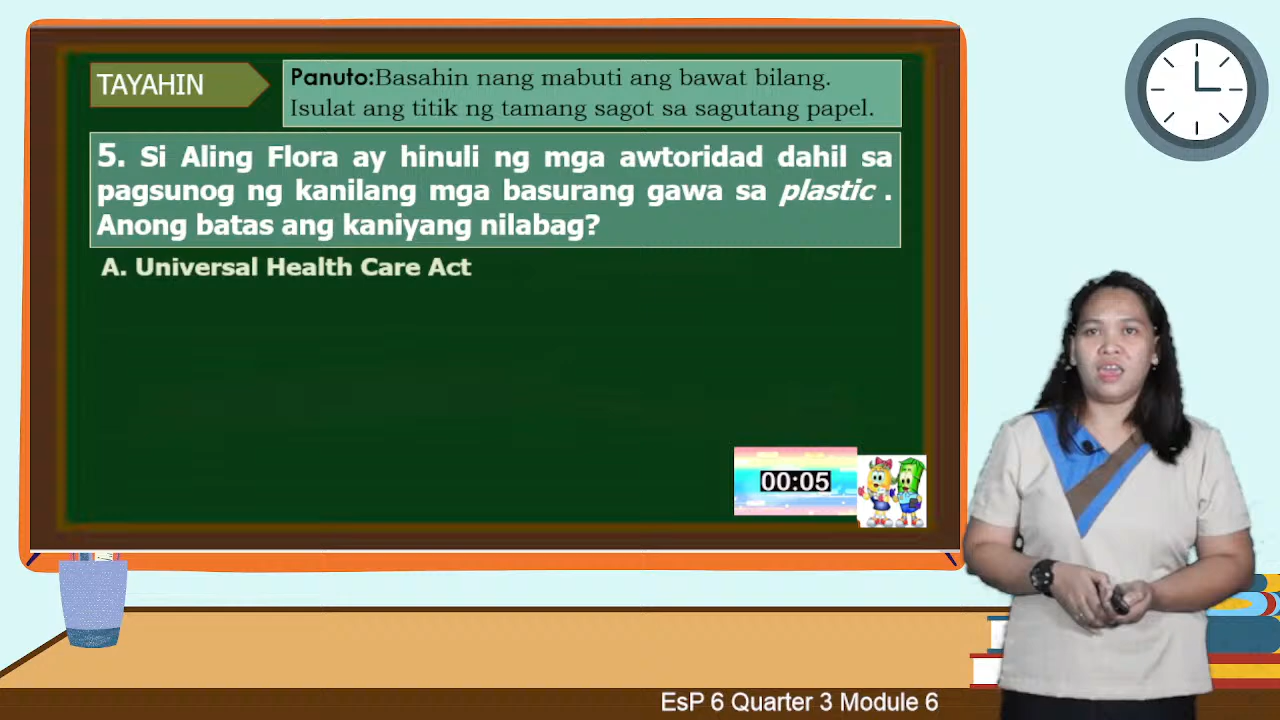 TAYAHIN
Panuto:Basahin nang mabuti ang bawat bilang.
Isulat ang titik ng tamang sagot sa sagutang papel.
5. Si Aling Flora ay hinuli ng mga awtoridad dahil sa
pagsunog ng kanilang mga basurang gawa sa plastic .
Anong batas ang kaniyang nilabag?
A. Universal Health Care Act
00:05
EsP 6 Quarter 3 Module 6